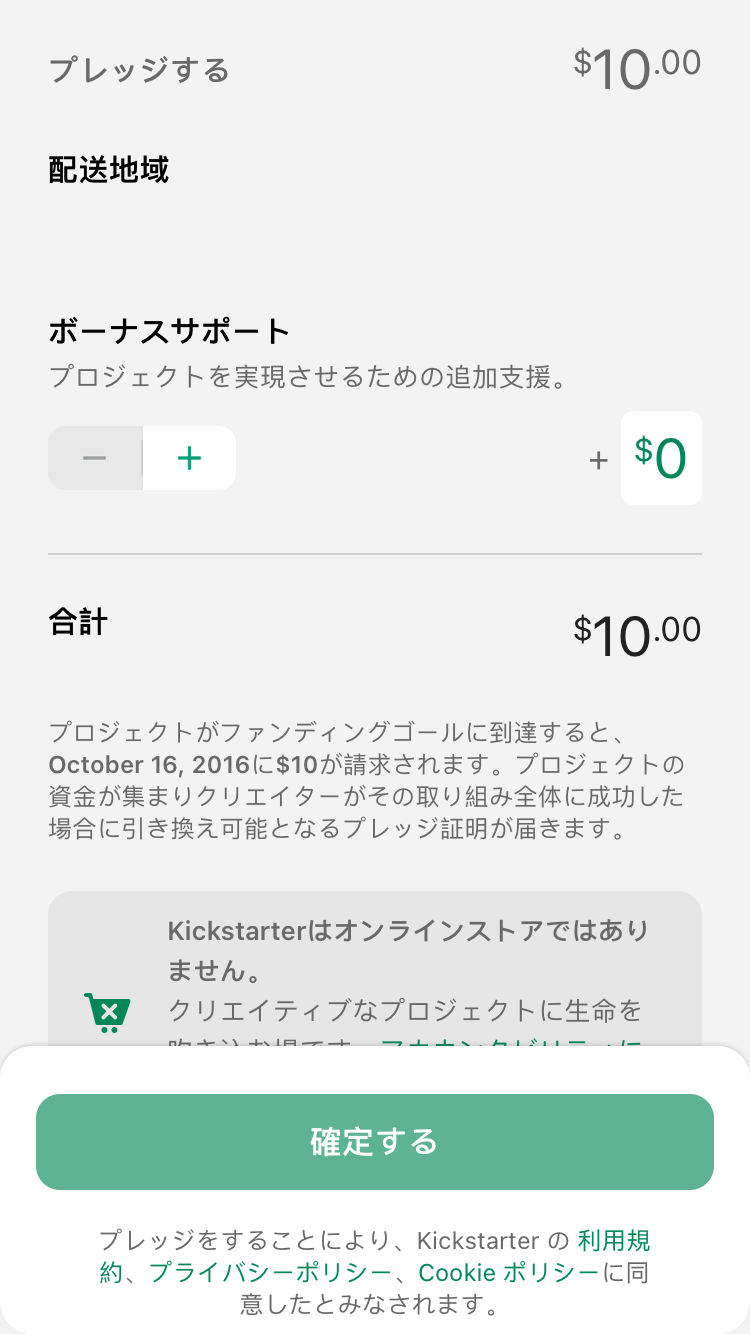 プレッジする $10.00
配送地域
ボーナスサポート
プロジェクトを実現させるための追加支援。
− + + $0
合計 $10.00
プロジェクトがファンディングゴールに到達すると、
October 16, 2016に$10が請求されます。プロジェクトの
資金が集まりクリエイターがその取り組み全体に成功した
場合に引き換え可能となるプレッジ証明が届きます。
Kickstarterはオンラインストアではあり
ません。
クリエイティブなプロジェクトに生命を
確定する
プレッジをすることにより、Kickstarter の 利用規
約、プライバシーポリシー、Cookie ポリシーに同
意したとみなされます。